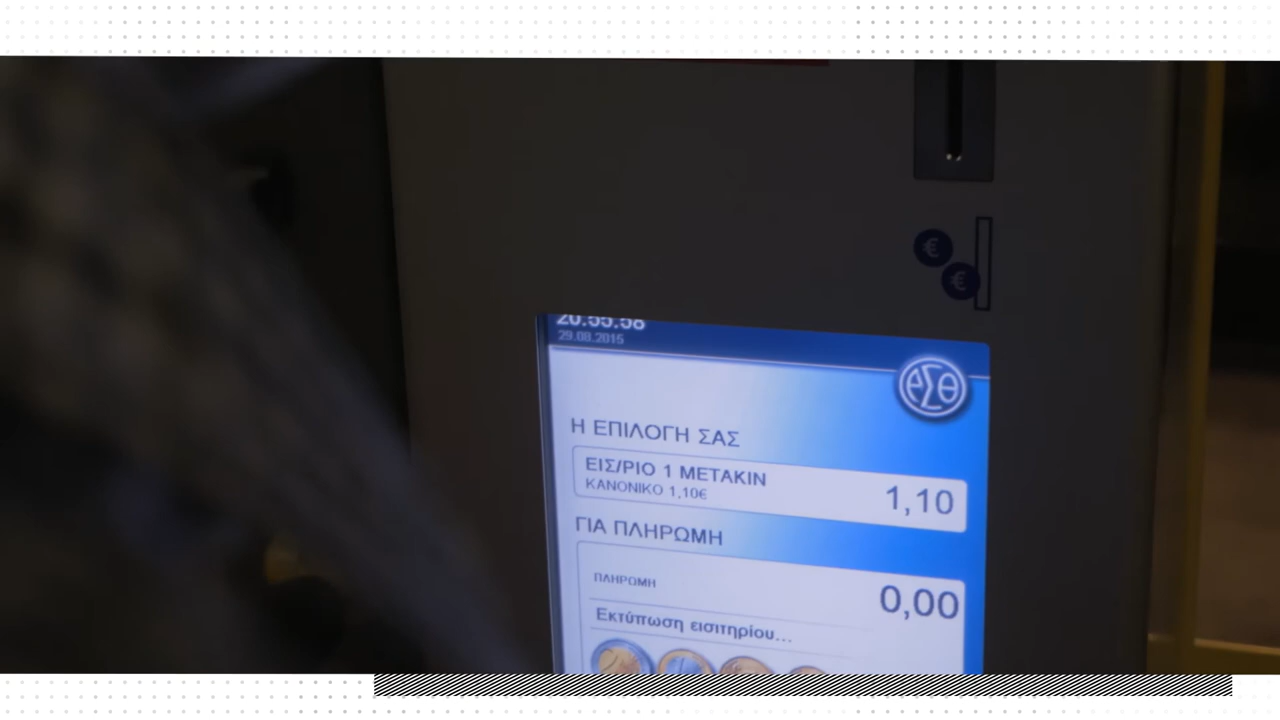 20:55:58
29.08.2015
ΡΣΘ
Η ΕΠΙΛΟΓΗ ΣΑΣ
ΕΙΣ/ΡΙΟ 1 ΜΕΤΑΚΙΝ
ΚΑΝΟΝΙΚΟ 1,10€
1,10
ΓΙΑ ΠΛΗΡΩΜΗ
ΠΛΗΡΩΜΗ
0,00
Εκτύπωση εισιτηρίου...
€
€